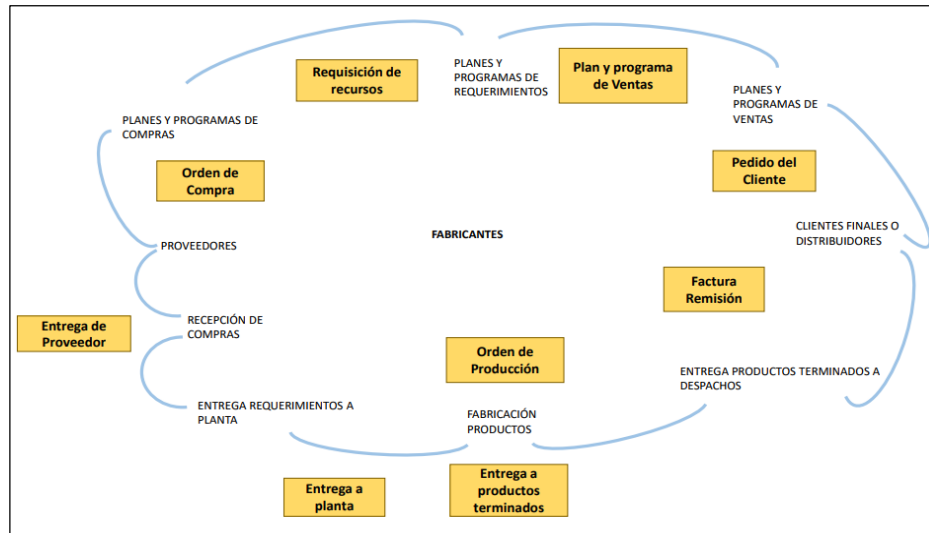 Requisición de
recursos
PLANES Y
PROGRAMAS DE
REQUERIMIENTOS
Plan y programa
de Ventas
PLANES Y
PROGRAMAS DE
VENTAS
PLANES Y PROGRAMAS DE
COMPRAS
Orden de
Compra
Pedido del
Cliente
PROVEEDORES
FABRICANTES
CLIENTES FINALES O
DISTRIBUIDORES
Factura
Remisión
Entrega de
Proveedor
RECEPCIÓN DE
COMPRAS
Orden de
Producción
ENTREGA PRODUCTOS TERMINADOS A
DESPACHOS
ENTREGA REQUERIMIENTOS A
PLANTA
FABRICACIÓN
PRODUCTOS
Entrega a
planta
Entrega a
productos
terminados